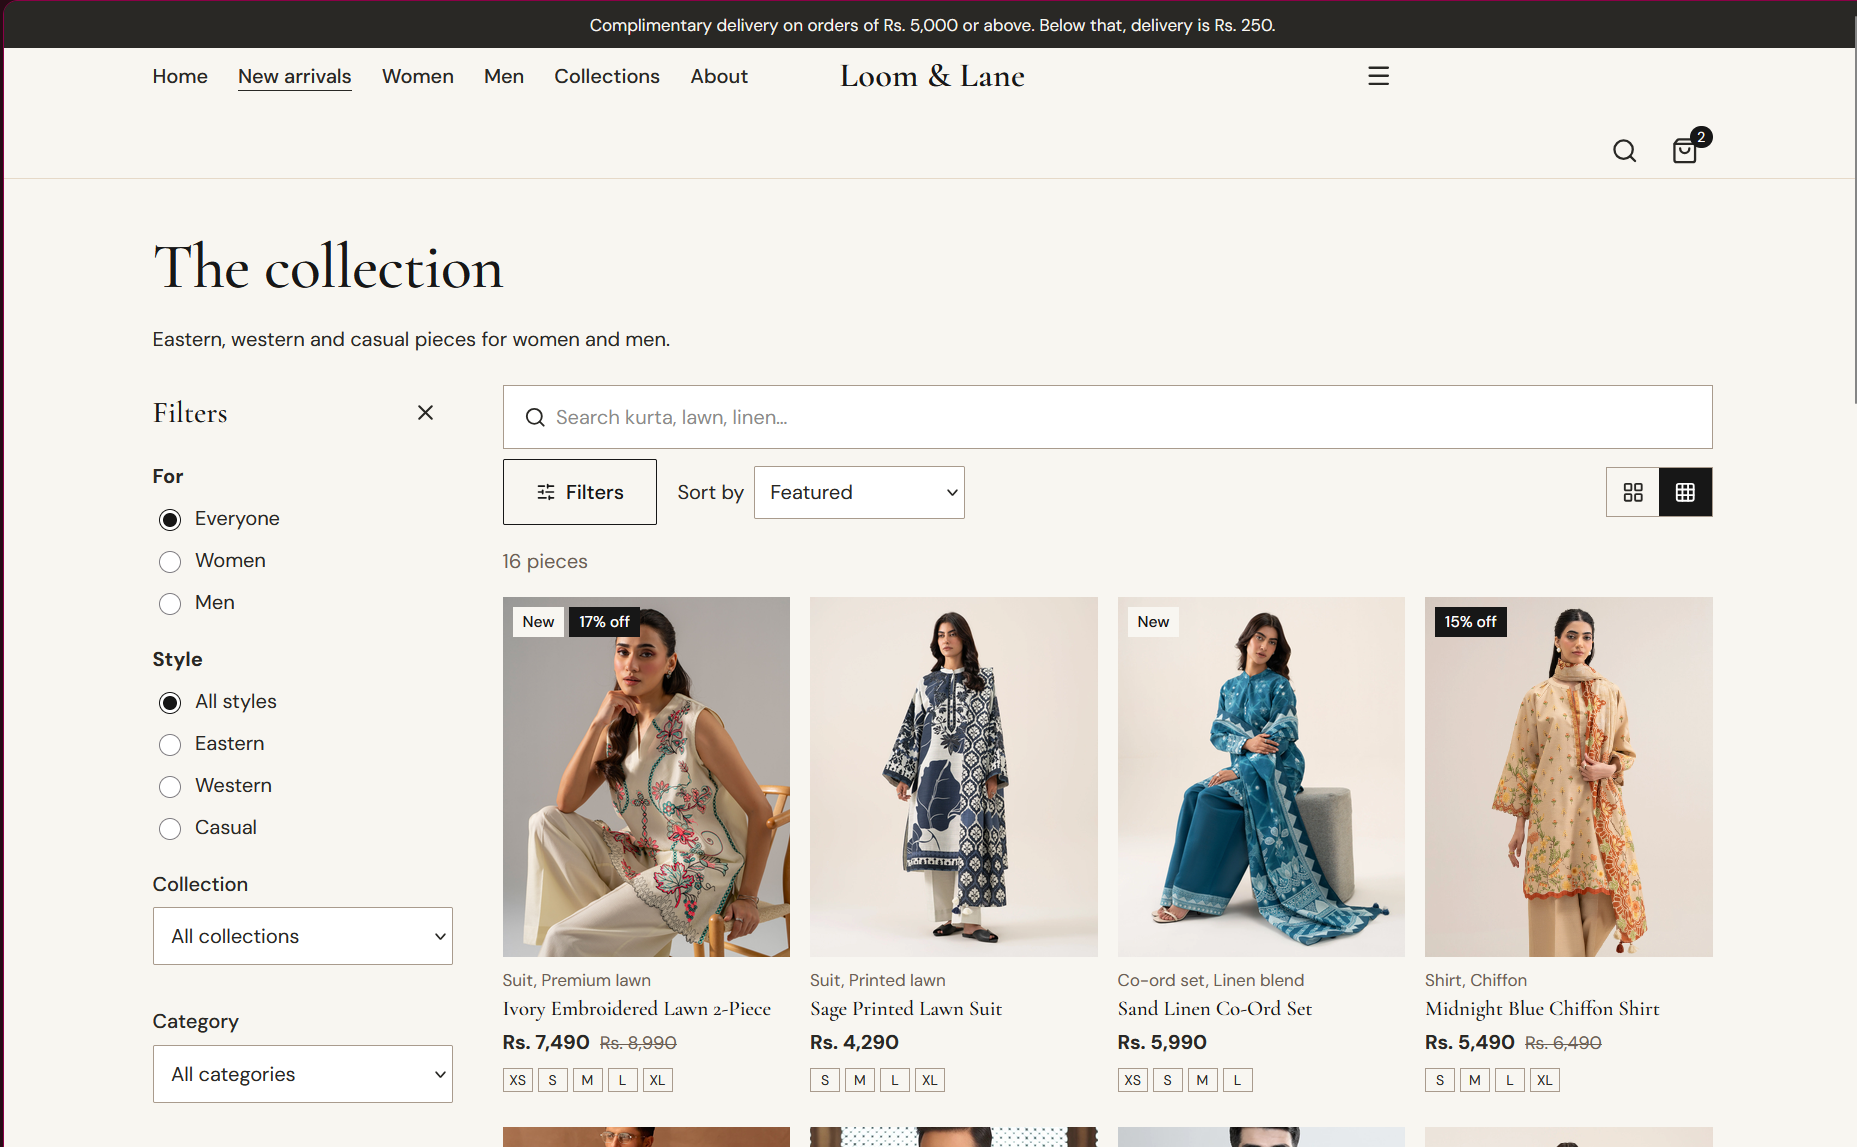 Complimentary delivery on orders of Rs. 5,000 or above. Below that, delivery is Rs. 250.
Home New arrivals Women Men Collections About Loom & Lane
2
The collection
Eastern, western and casual pieces for women and men.
Filters
For
Everyone
Women
Men
Style
All styles
Eastern
Western
Casual
Collection
All collections
Category
All categories
Search kurta, lawn, linen...
Filters Sort by Featured
16 pieces
New 17% off
Suit, Premium lawn
Ivory Embroidered Lawn 2-Piece
Rs. 7,490 Rs. 8,990
XS S M L XL
Suit, Printed lawn
Sage Printed Lawn Suit
Rs. 4,290
S M L XL
New
Co-ord set, Linen blend
Sand Linen Co-Ord Set
Rs. 5,990
XS S M L
15% off
Shirt, Chiffon
Midnight Blue Chiffon Shirt
Rs. 5,490 Rs. 6,490
S M L XL